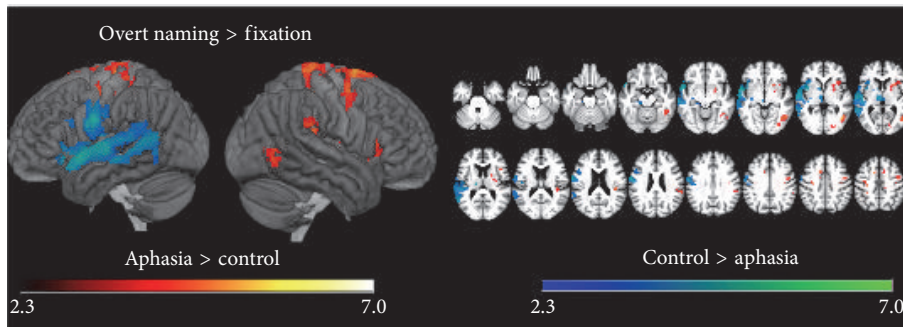 Overt naming > fixation
Aphasia > control
Control > aphasia
2.3
7.0
2.3
7.0